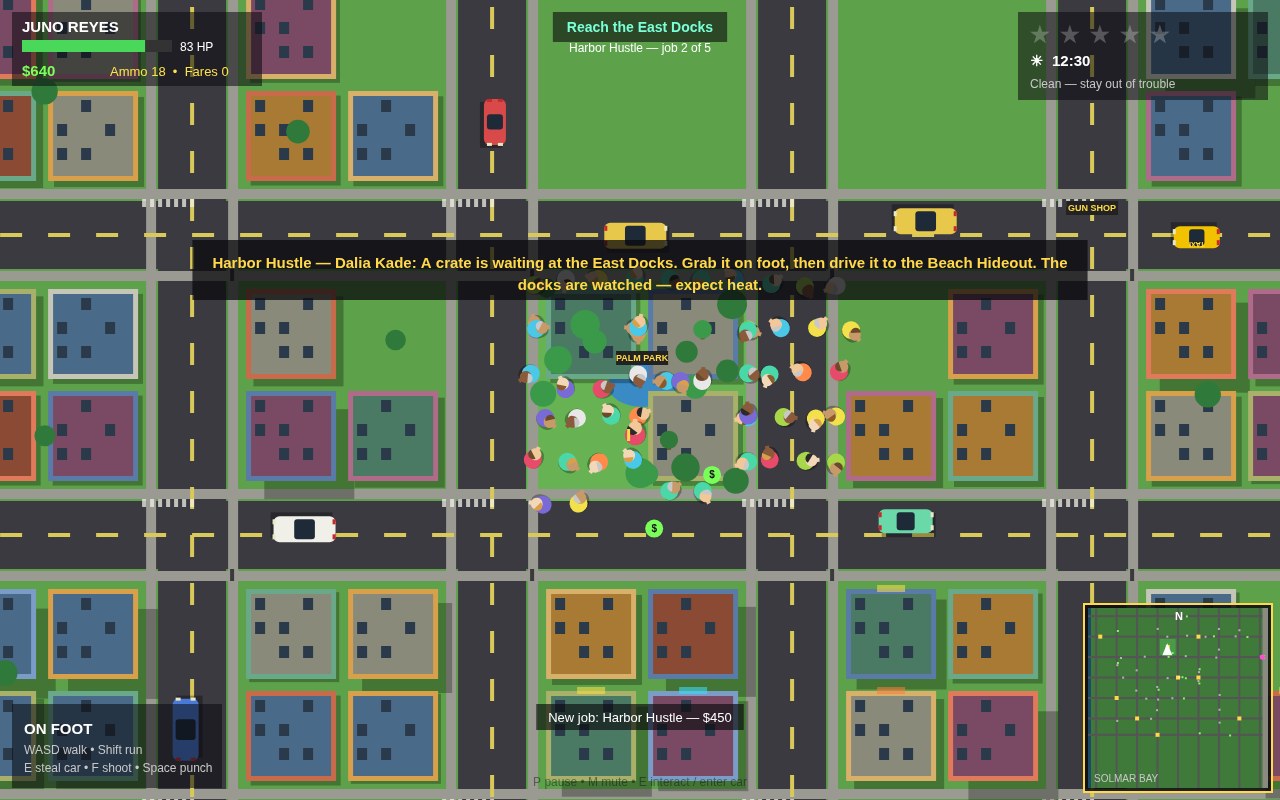 JUNO REYES
83 HP
$640
Ammo 18 • Fares 0
Reach the East Docks
Harbor Hustle — job 2 of 5
★ ★ ★ ★ ★
☀ 12:30
Clean — stay out of trouble
GUN SHOP
Harbor Hustle — Dalia Kade: A crate is waiting at the East Docks. Grab it on foot, then drive it to the Beach Hideout. The
docks are watched — expect heat.
PALM PARK
$
$
N
ON FOOT
WASD walk • Shift run
E steal car • F shoot • Space punch
New job: Harbor Hustle — $450
P pause • M mute • E interact / enter car
SOLMAR BAY